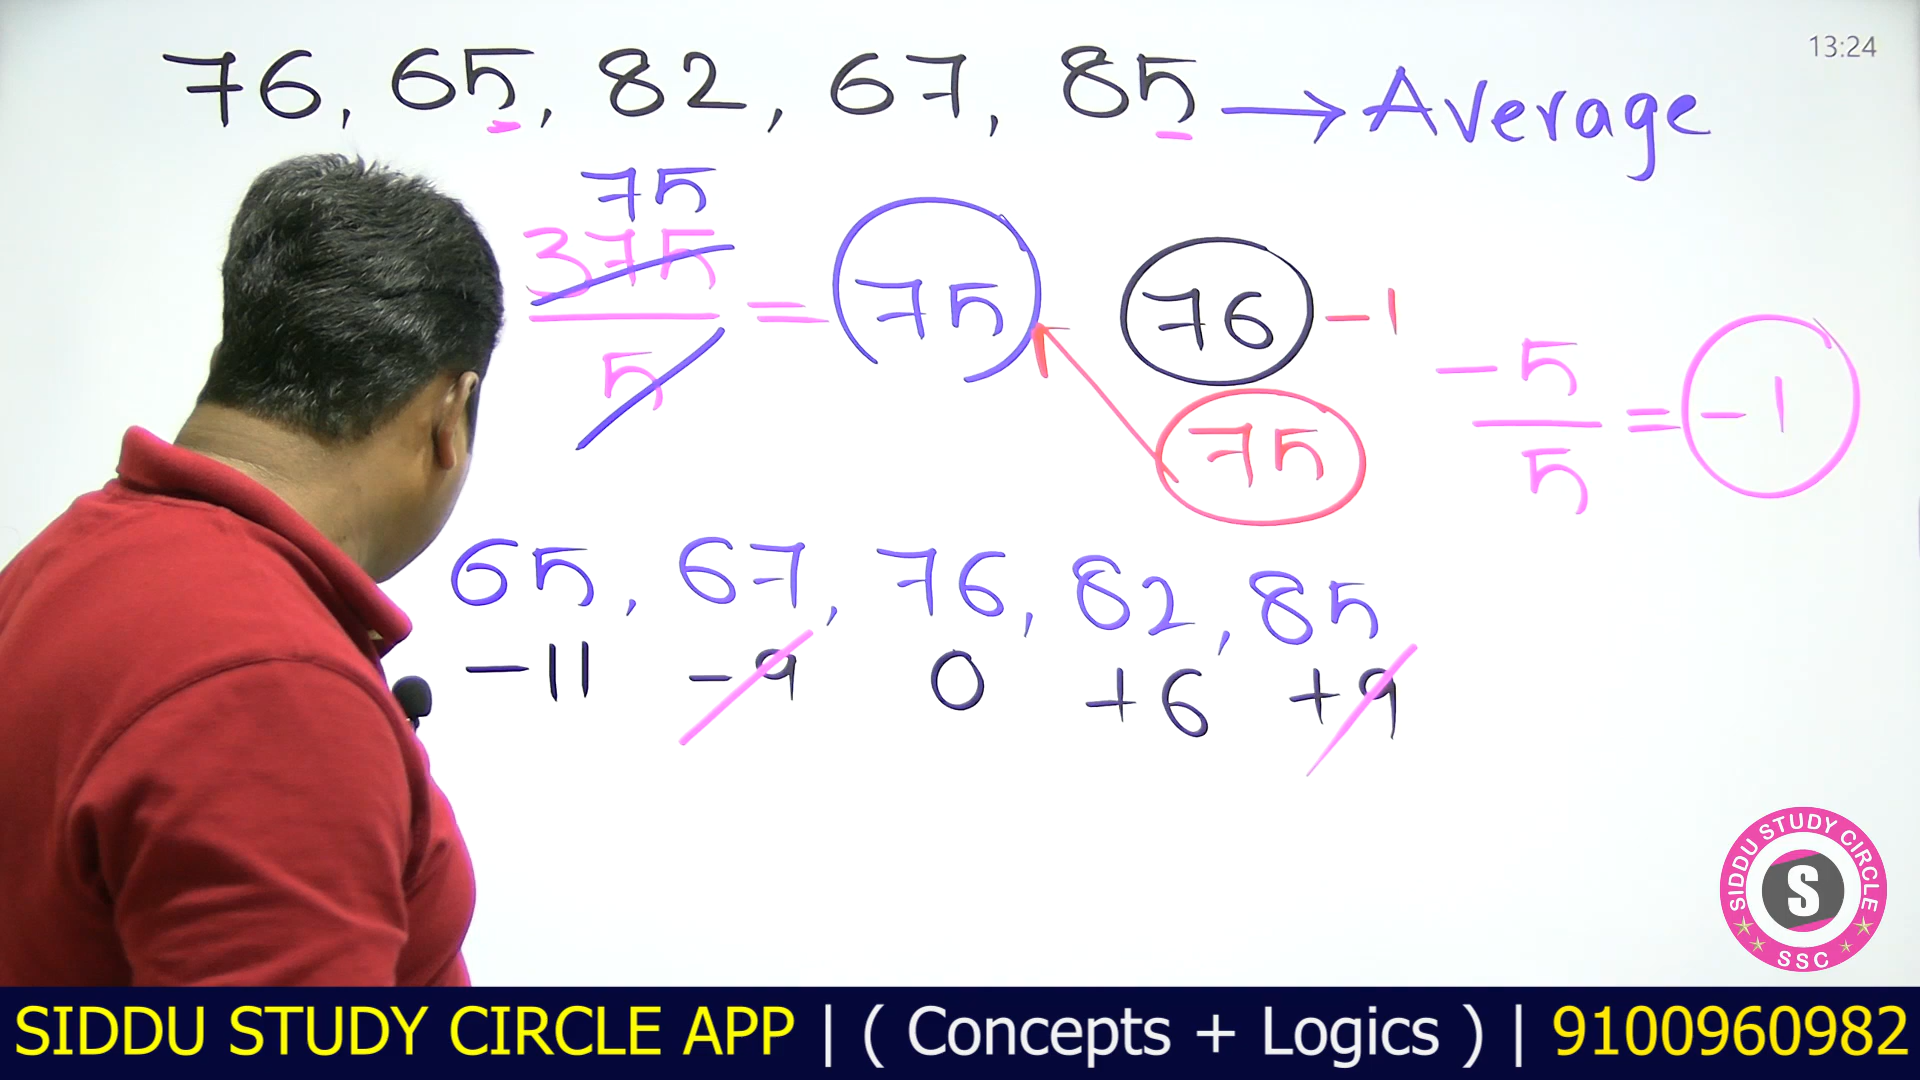 13:24
76, 65, 82, 67, 85 → Average
75
375
5
= 75
76 -1
75
-5
5
= -1
65, 67, 76, 82, 85
-11 -9 0 +6 +9
SIDDU STUDY CIRCLE
S
SSC
SIDDU STUDY CIRCLE APP | ( Concepts + Logics ) | 9100960982